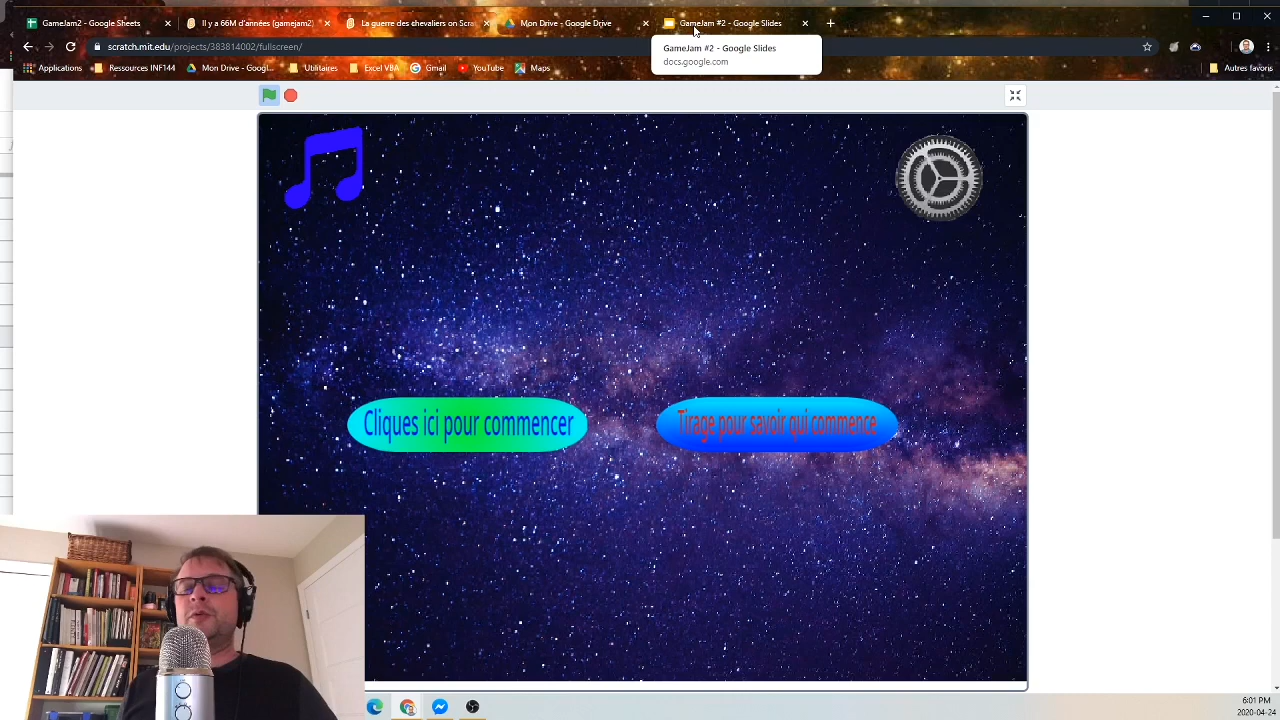 GameJam2 - Google Sheets
Il y a 66M d'années (gamejam2)
La guerre des chevaliers on Scrat
Mon Drive - Google Drive
GameJam #2 - Google Slides
scratch.mit.edu/projects/383814002/fullscreen/
GameJam #2 - Google Slides
docs.google.com
Applications
Ressources INF144
Mon Drive - Googl...
Utilitaires
Excel VBA
Gmail
YouTube
Maps
Autres favoris
Cliques ici pour commencer
Tirage pour savoir qui commence
6:01 PM
2020-04-24